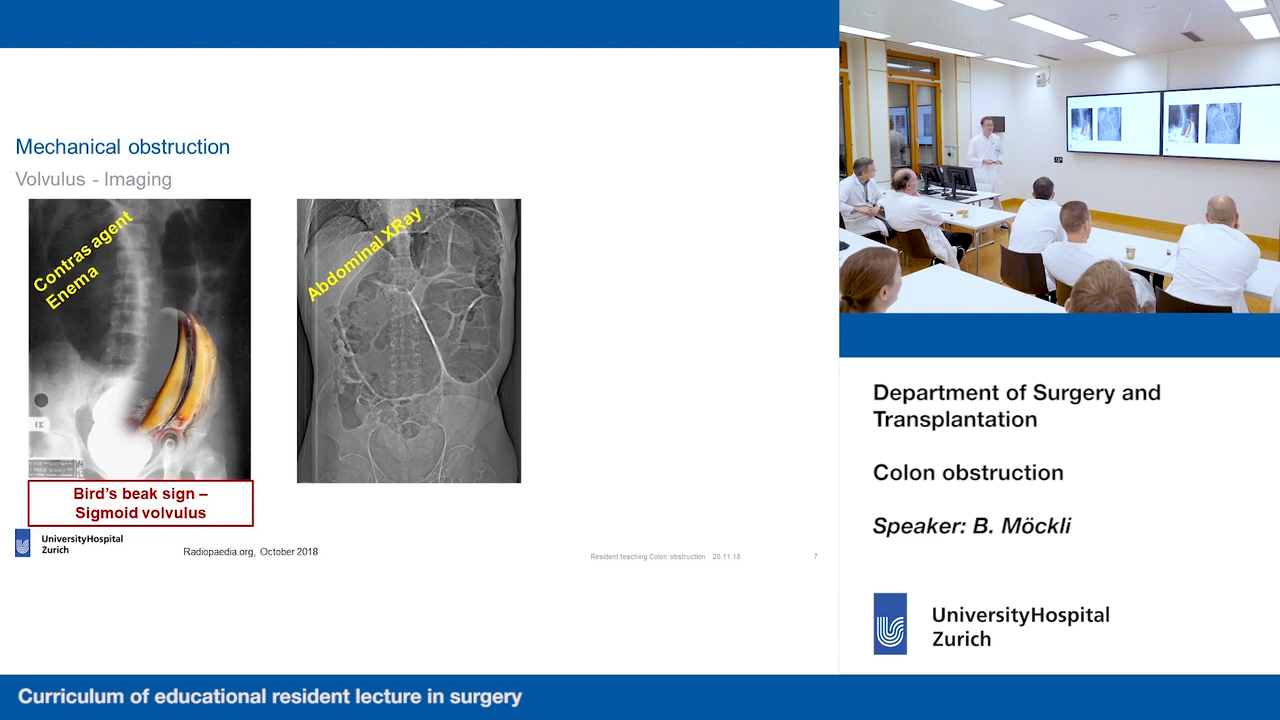 Mechanical obstruction
Volvulus - Imaging
Contras agent
Enema
Abdominal XRay
Bird's beak sign –
Sigmoid volvulus
UniversityHospital
Zurich
Radiopaedia.org, October 2018
Resident teaching Colon obstruction 20.11.18
7
Department of Surgery and
Transplantation
Colon obstruction
Speaker: B. Möckli
UniversityHospital
Zurich
Curriculum of educational resident lecture in surgery